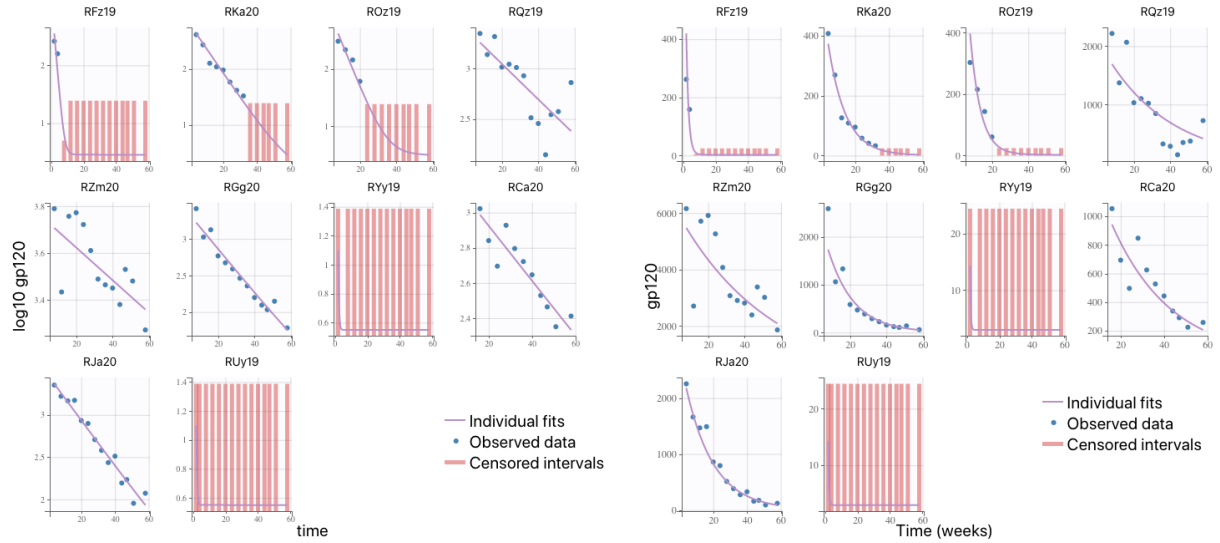 RFz19 RKa20 ROz19 RQz19
3
2
1
0 20 40 60
2
1
0 20 40 60
2
1
0 20 40 60
3
2.5
20 40 60
RZm20 RGg20 RYy19 RCa20
3.8
3.6
3.4
20 40 60
3.5
3
2.5
2
20 40 60
1.4
1.2
1
0.8
0.6
0 20 40 60
3
2.8
2.6
2.4
20 40 60
RJa20 RUy19
3
2.5
2
20 40 60
1.4
1.2
1
0.8
0.6
0 20 40 60
log10 gp120
time
Individual fits
Observed data
Censored intervals
RFz19 RKa20 ROz19 RQz19
400
200
0
0 20 40 60
400
200
0
0 20 40 60
400
200
0
0 20 40 60
2000
1000
0
20 40 60
RZm20 RGg20 RYy19 RCa20
6000
4000
2000
20 40 60
2000
0
20 40 60
20
10
0 20 40 60
1000
800
600
400
200
20 40 60
RJa20 RUy19
2000
1000
0
20 40 60
20
10
0
0 20 40 60
gp120
Time (weeks)
Individual fits
Observed data
Censored intervals